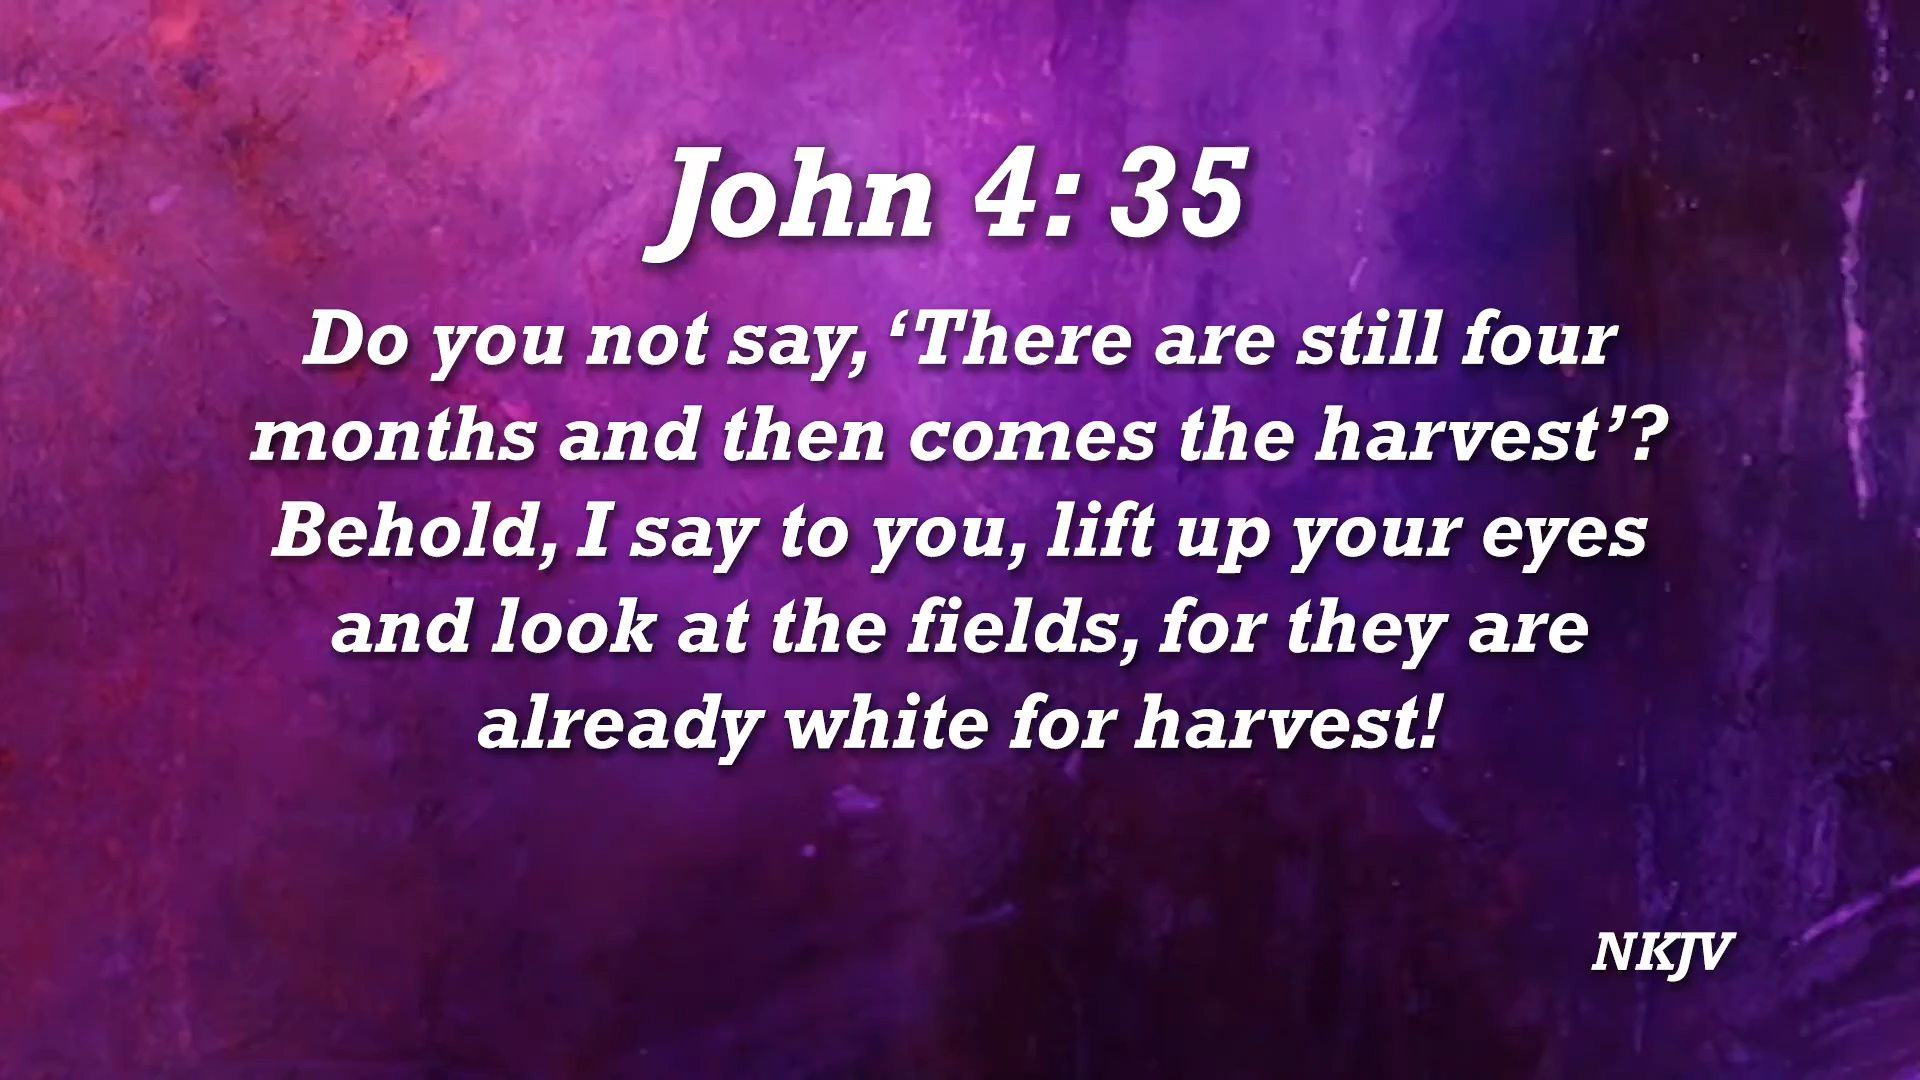 John 4: 35
Do you not say, ‘There are still four
months and then comes the harvest’?
Behold, I say to you, lift up your eyes
and look at the fields, for they are
already white for harvest!
NKJV